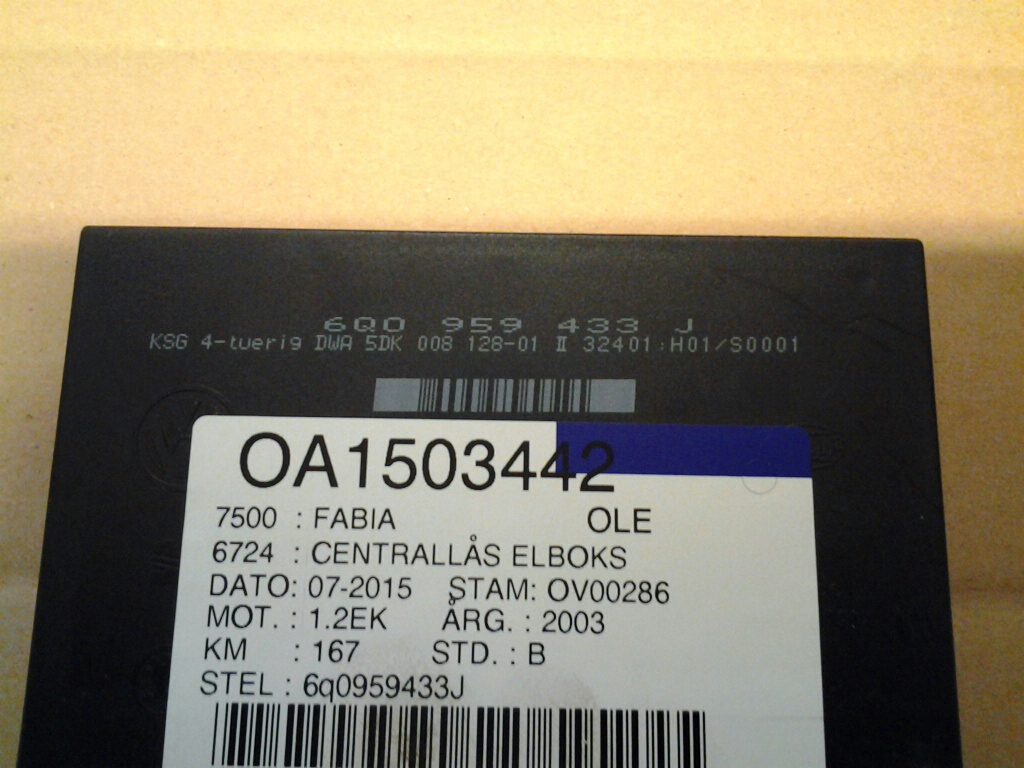 6Q0 959 433 J
KSG 4-tuerig DWA 5DK 008 128-01 II 32401:H01/S0001
OA1503442
7500 : FABIA OLE
6724 : CENTRALLÅS ELBOKS
DATO: 07-2015 STAM: OV00286
MOT. : 1.2EK ÅRG. : 2003
KM : 167 STD. : B
STEL : 6q0959433J